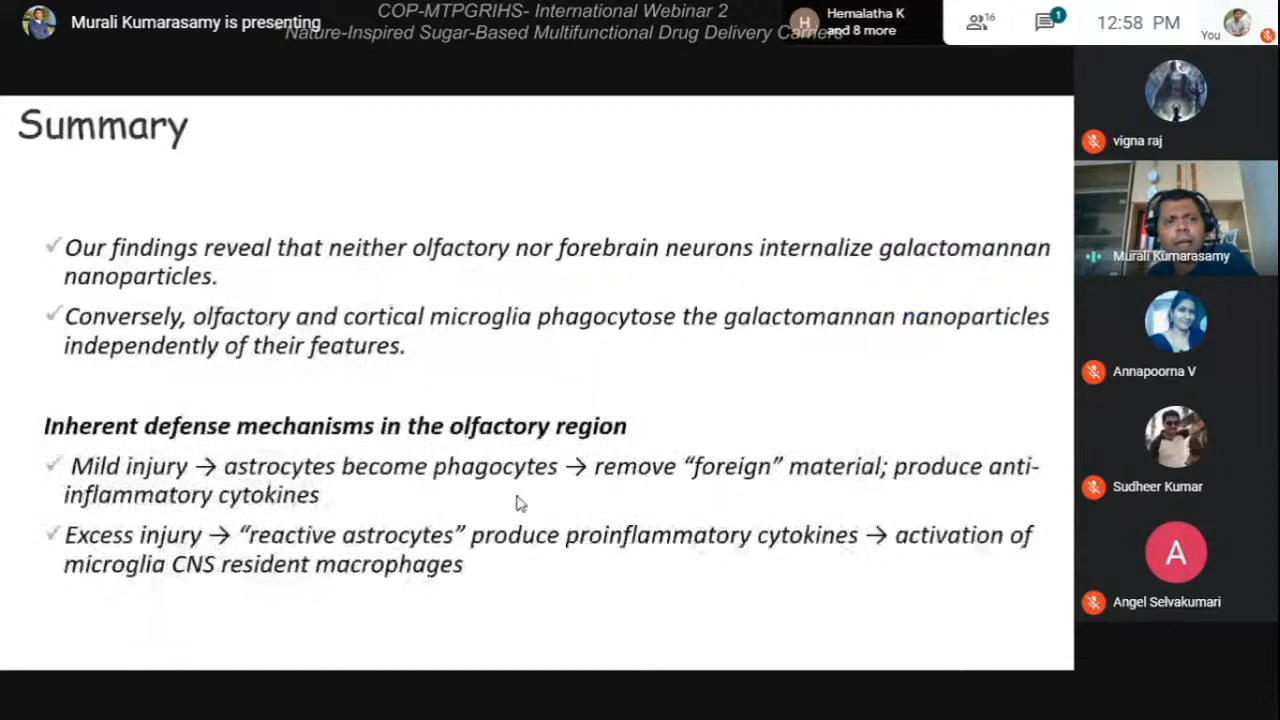 COP-MTPGRIHS- International Webinar 2
Murali Kumarasamy is presenting
"Nature-Inspired Sugar-Based Multifunctional Drug Delivery Carriers"
H
Hemalatha K
and 8 more
16
1
12:58 PM
You
Summary
Our findings reveal that neither olfactory nor forebrain neurons internalize galactomannan
nanoparticles.
Conversely, olfactory and cortical microglia phagocytose the galactomannan nanoparticles
independently of their features.
Inherent defense mechanisms in the olfactory region
Mild injury → astrocytes become phagocytes → remove “foreign” material; produce anti-
inflammatory cytokines
Excess injury → “reactive astrocytes” produce proinflammatory cytokines → activation of
microglia CNS resident macrophages
vigna raj
Murali Kumarasamy
Annapoorna V
Sudheer Kumar
A
Angel Selvakumari